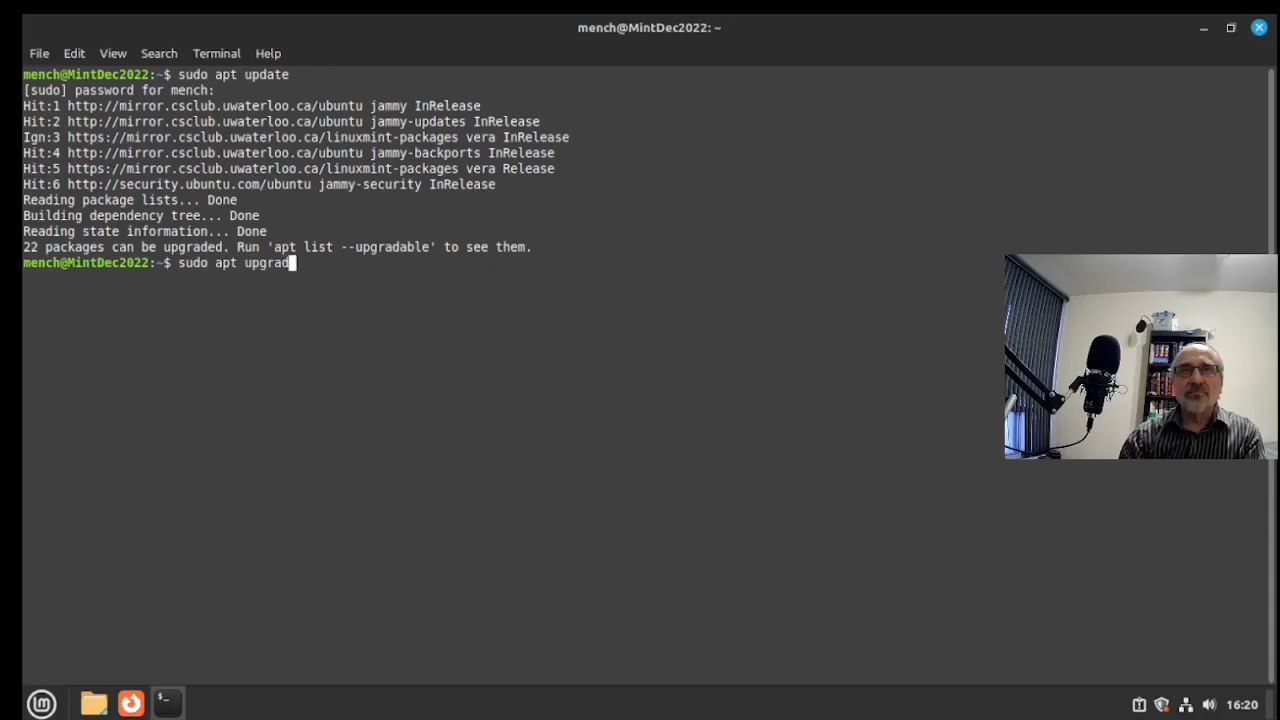 mench@MintDec2022: ~
File Edit View Search Terminal Help
mench@MintDec2022:~$ sudo apt update
[sudo] password for mench:
Hit:1 http://mirror.csclub.uwaterloo.ca/ubuntu jammy InRelease
Hit:2 http://mirror.csclub.uwaterloo.ca/ubuntu jammy-updates InRelease
Ign:3 https://mirror.csclub.uwaterloo.ca/linuxmint-packages vera InRelease
Hit:4 http://mirror.csclub.uwaterloo.ca/ubuntu jammy-backports InRelease
Hit:5 https://mirror.csclub.uwaterloo.ca/linuxmint-packages vera Release
Hit:6 http://security.ubuntu.com/ubuntu jammy-security InRelease
Reading package lists... Done
Building dependency tree... Done
Reading state information... Done
22 packages can be upgraded. Run 'apt list --upgradable' to see them.
mench@MintDec2022:~$ sudo apt upgrad
16:20